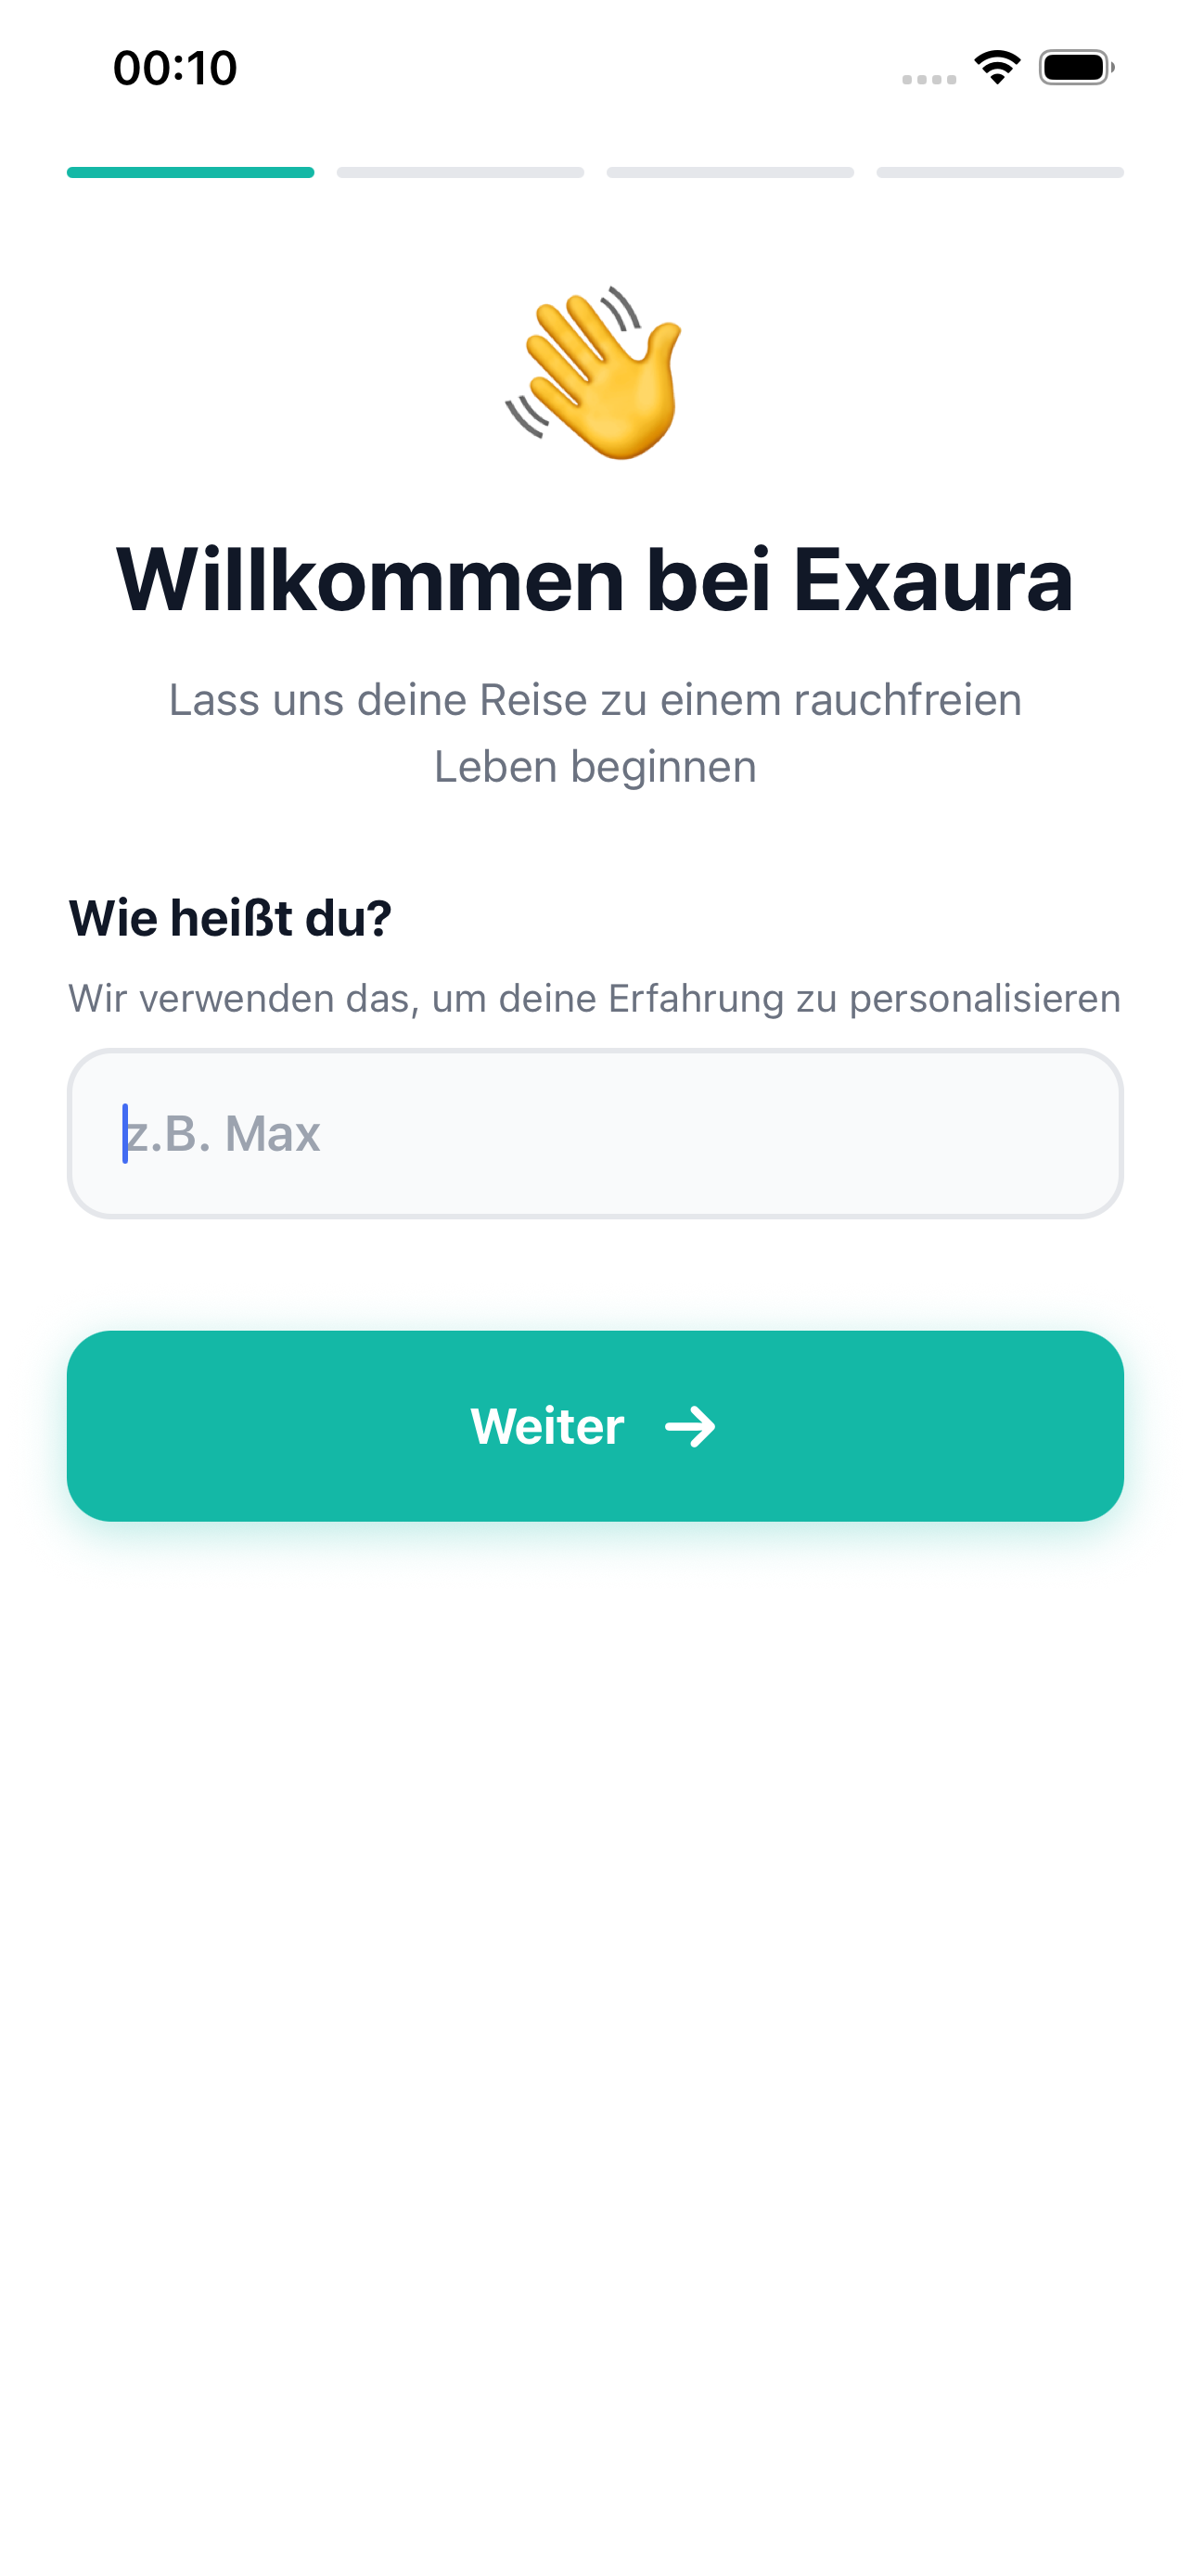 00:10
Willkommen bei Exaura
Lass uns deine Reise zu einem rauchfreien
Leben beginnen
Wie heißt du?
Wir verwenden das, um deine Erfahrung zu personalisieren
z.B. Max
Weiter →